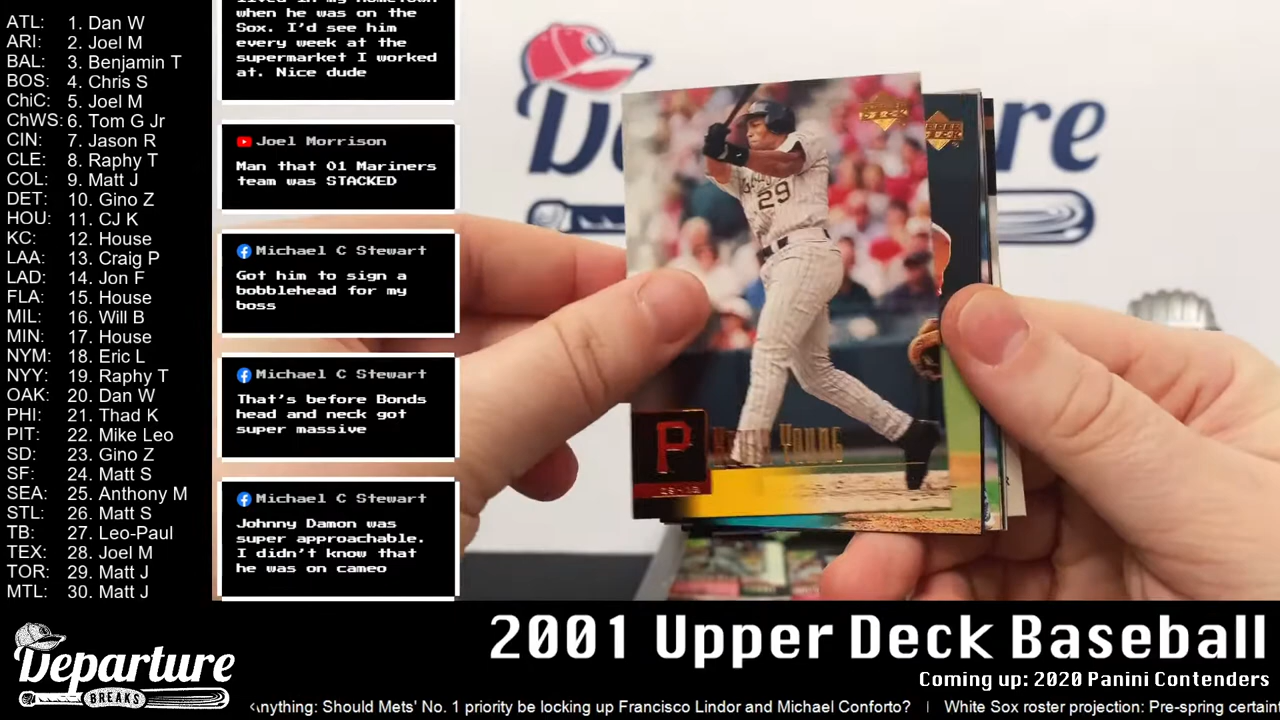 ATL: 1. Dan W
ARI: 2. Joel M
BAL: 3. Benjamin T
BOS: 4. Chris S
ChiC: 5. Joel M
ChWS: 6. Tom G Jr
CIN: 7. Jason R
CLE: 8. Raphy T
COL: 9. Matt J
DET: 10. Gino Z
HOU: 11. CJ K
KC: 12. House
LAA: 13. Craig P
LAD: 14. Jon F
FLA: 15. House
MIL: 16. Will B
MIN: 17. House
NYM: 18. Eric L
NYY: 19. Raphy T
OAK: 20. Dan W
PHI: 21. Thad K
PIT: 22. Mike Leo
SD: 23. Gino Z
SF: 24. Matt S
SEA: 25. Anthony M
STL: 26. Matt S
TB: 27. Leo-Paul
TEX: 28. Joel M
TOR: 29. Matt J
MTL: 30. Matt J
lived in my hometown
when he was on the
Sox. I'd see him
every week at the
supermarket I worked
at. Nice dude
Joel Morrison
Man that 01 Mariners
team was STACKED
Michael C Stewart
Got him to sign a
bobblehead for my
boss
Michael C Stewart
That's before Bonds
head and neck got
super massive
Michael C Stewart
Johnny Damon was
super approachable.
I didn't know that
he was on cameo
29
P
Young
Departure
BREAKS
2001 Upper Deck Baseball
Coming up: 2020 Panini Contenders
nything: Should Mets' No. 1 priority be locking up Francisco Lindor and Michael Conforto? | White Sox roster projection: Pre-spring certain